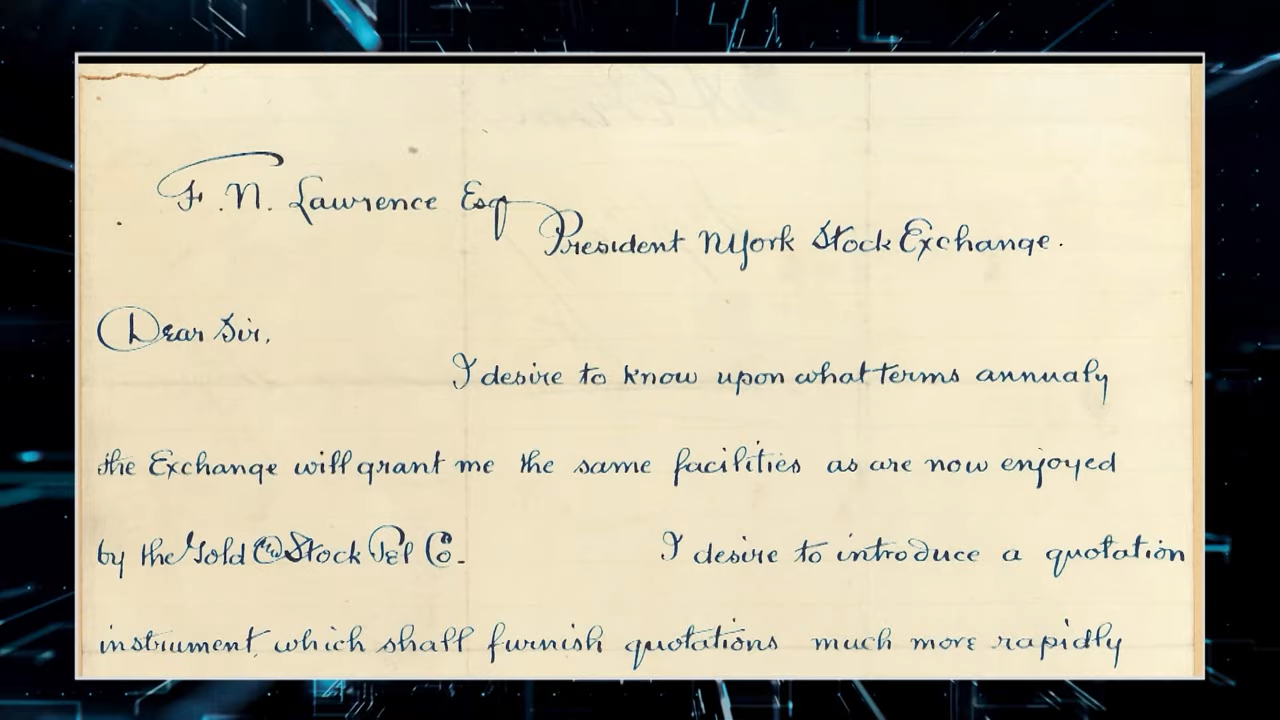 F. N. Lawrence Esq
President NYork Stock Exchange.
Dear Sir,
I desire to know upon what terms annualy
the Exchange will grant me the same facilities as are now enjoyed
by the Gold & Stock Tel Co.   I desire to introduce a quotation
instrument, which shall furnish quotations much more rapidly